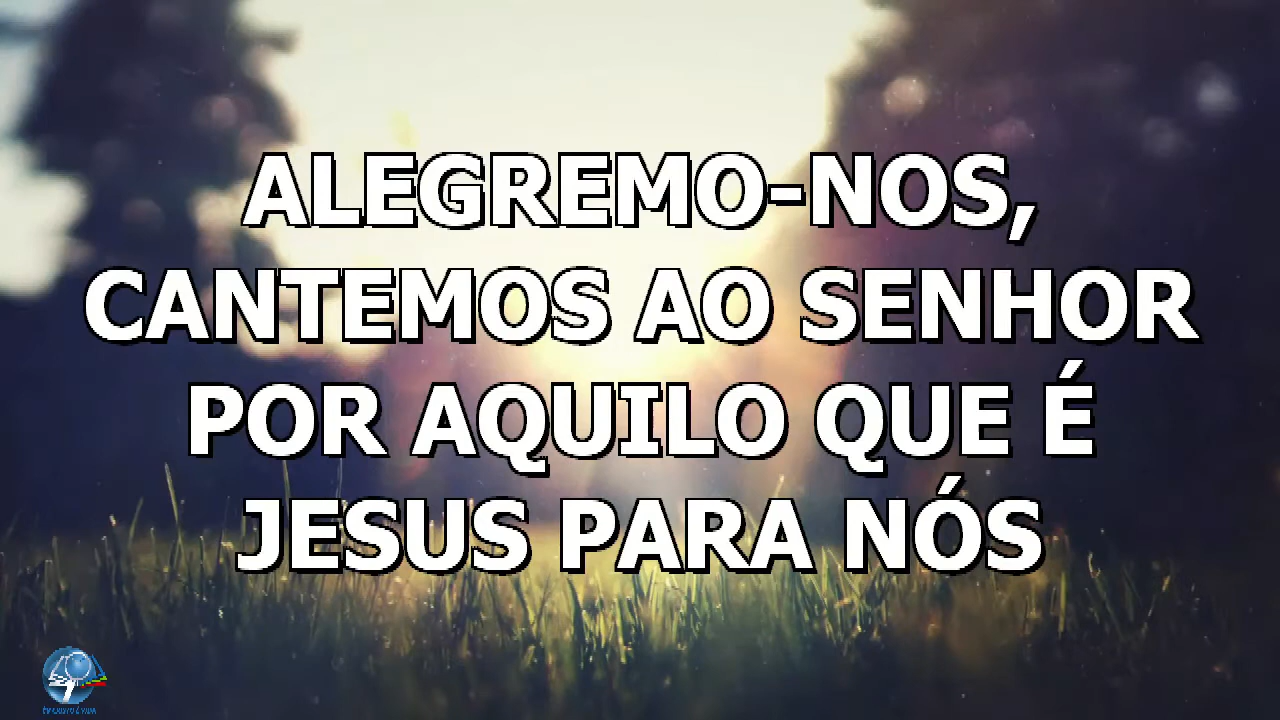 ALEGREMO-NOS,
CANTEMOS AO SENHOR
POR AQUILO QUE É
JESUS PARA NÓS